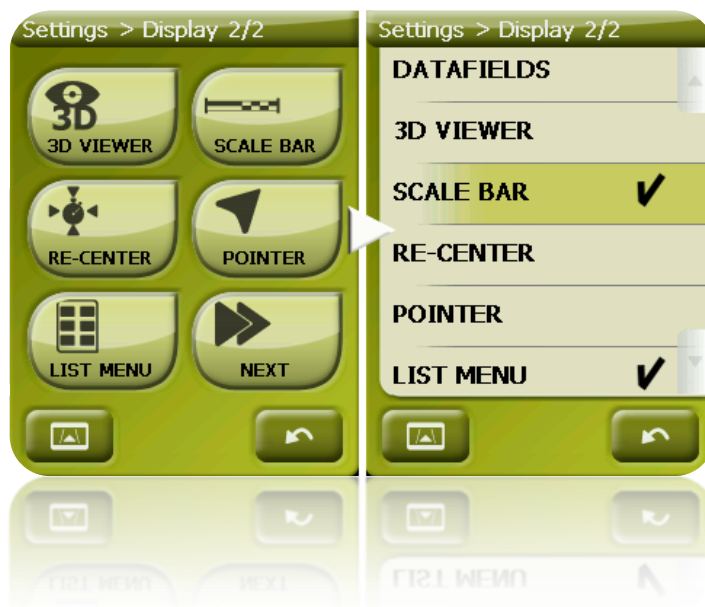 Settings > Display 2/2
3D
3D VIEWER
SCALE BAR
RE-CENTER
POINTER
LIST MENU
NEXT
Settings > Display 2/2
DATAFIELDS
3D VIEWER
SCALE BAR
RE-CENTER
POINTER
LIST MENU